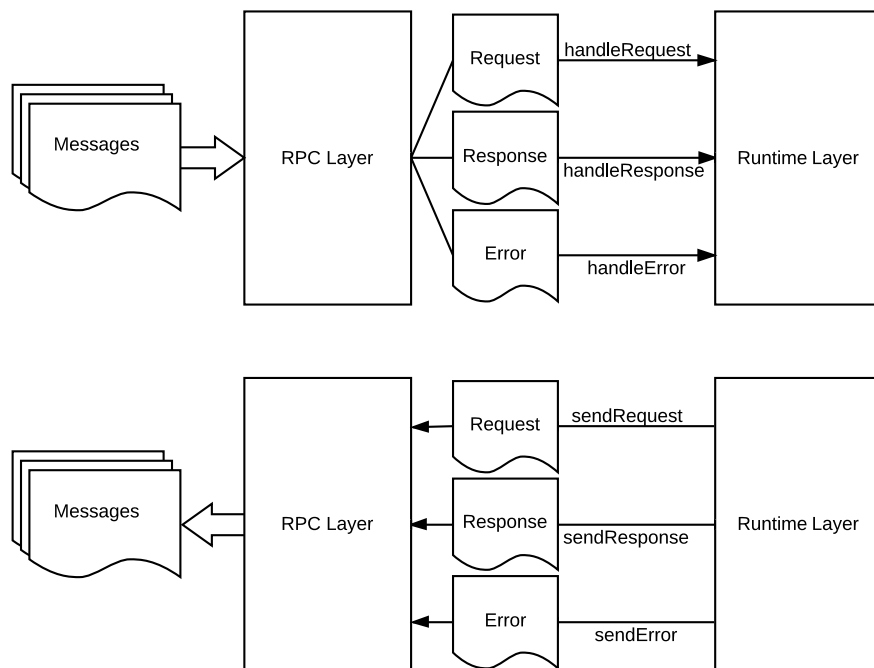 Request
handleRequest
Messages
RPC Layer
Response
handleResponse
Runtime Layer
Error
handleError
Request
sendRequest
Messages
RPC Layer
Response
sendResponse
Runtime Layer
Error
sendError